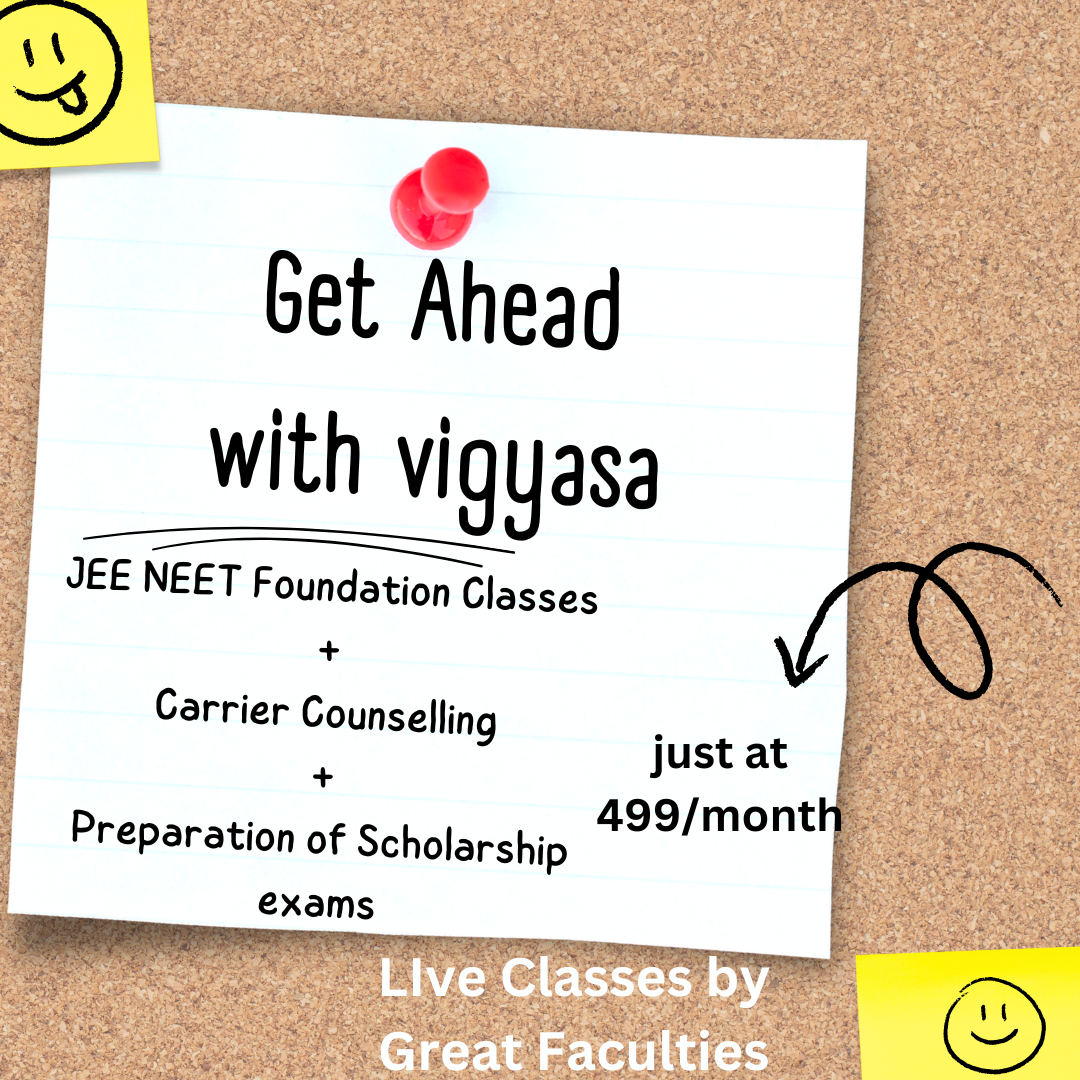 Get Ahead
with vigyasa
JEE NEET Foundation Classes
+
Carrier Counselling
+
Preparation of Scholarship
exams
just at
499/month
LIve Classes by
Great Faculties